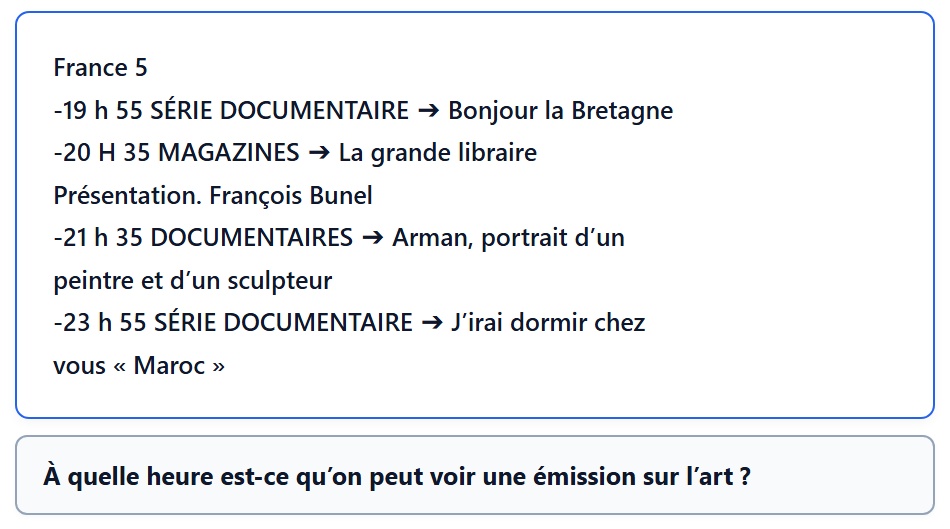 France 5
-19 h 55 SÉRIE DOCUMENTAIRE ➔ Bonjour la Bretagne
-20 H 35 MAGAZINES ➔ La grande libraire
Présentation. François Bunel
-21 h 35 DOCUMENTAIRES ➔ Arman, portrait d’un
peintre et d’un sculpteur
-23 h 55 SÉRIE DOCUMENTAIRE ➔ J’irai dormir chez
vous « Maroc »
À quelle heure est-ce qu’on peut voir une émission sur l’art ?